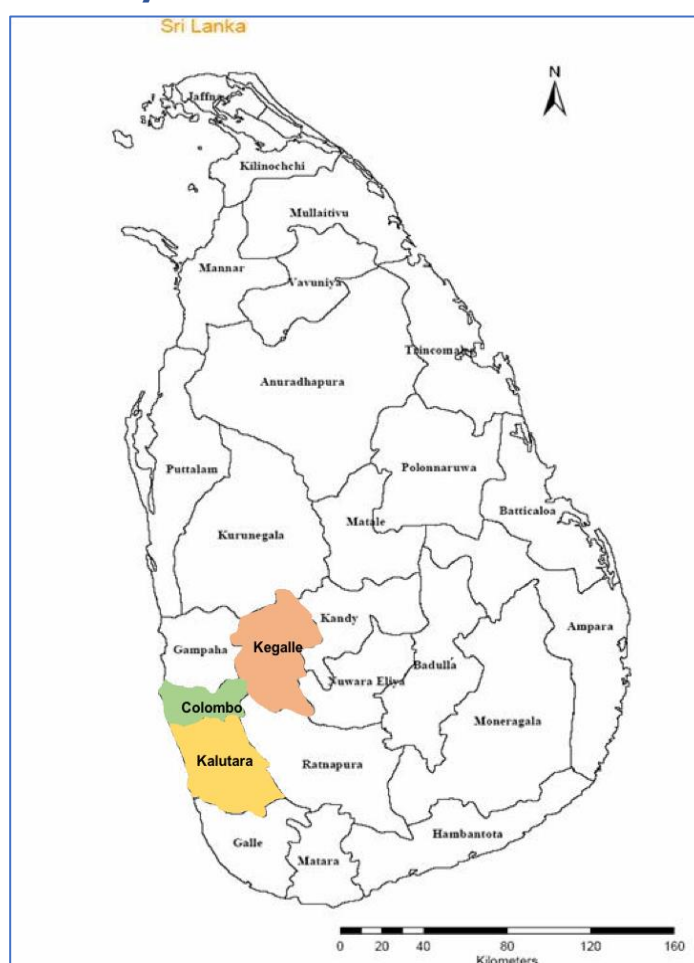 Sri Lanka
N
Jaffna
Kilinochchi
Mullaitivu
Mannar
Vavuniya
Anuradhapura
Puttalam
Polonnaruwa
Batticaloa
Matale
Kurunegala
Kandy
Ampara
Gampaha
Kegalle
Nuwara Eliya
Badulla
Colombo
Moneragala
Kalutara
Ratnapura
Hambantota
Galle
Matara
0 20 40 80 120 160
Kilometers